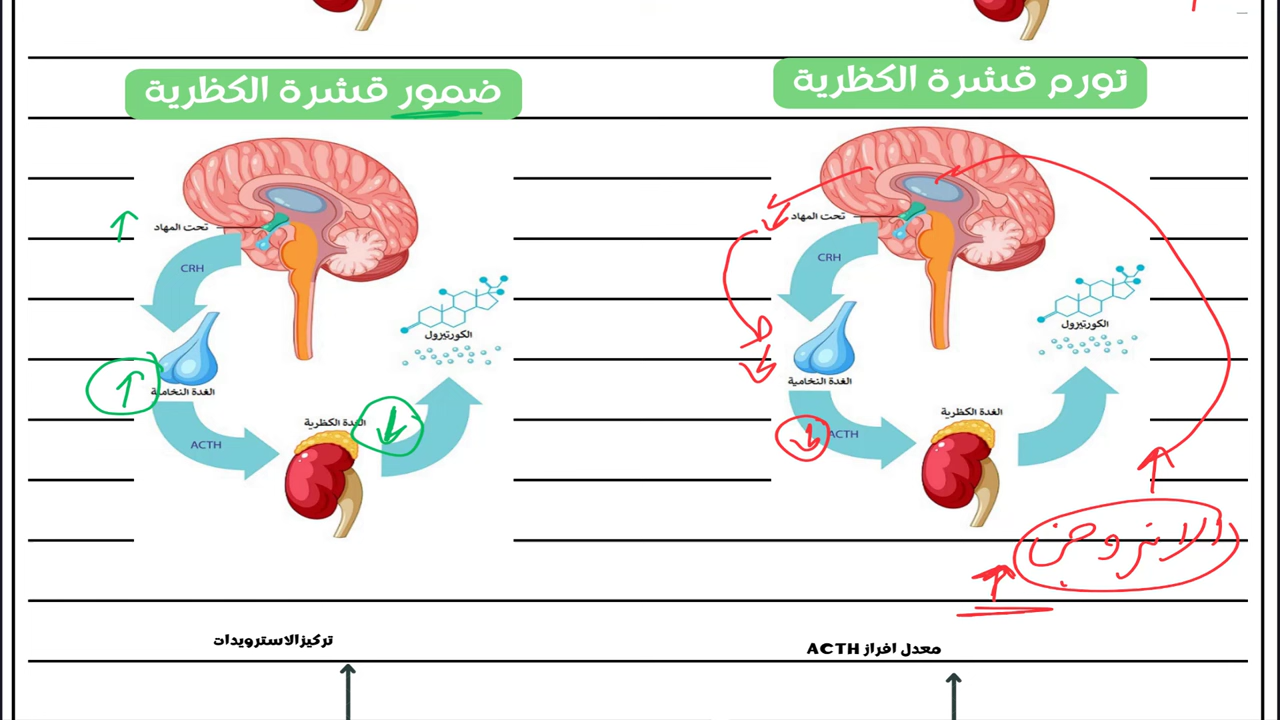 تورم قشرة الكظرية
تحت المهاد
CRH
الكورتيزول
الغدة النخامية
الغدة الكظرية
ACTH
معدل افراز ACTH
ضمور قشرة الكظرية
تحت المهاد
CRH
الكورتيزول
الغدة النخامية
الغدة الكظرية
ACTH
تركيزالاسترويدات